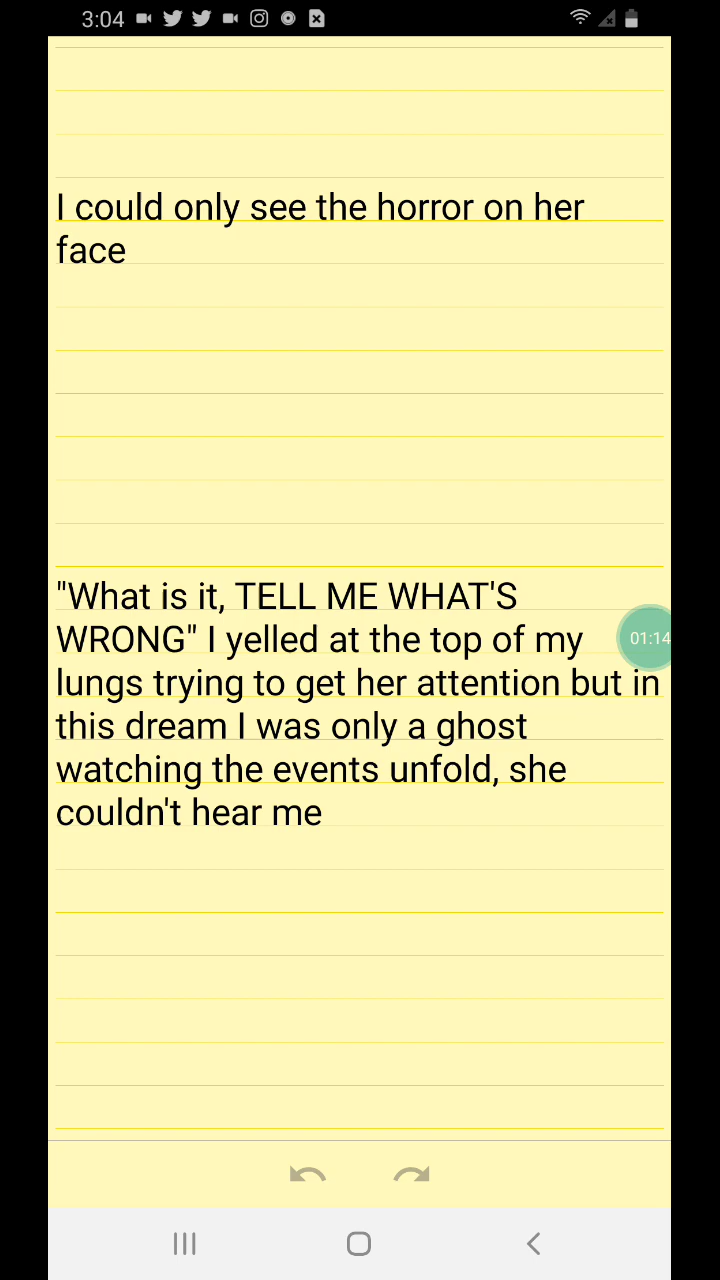 3:04
I could only see the horror on her
face
"What is it, TELL ME WHAT'S
WRONG" I yelled at the top of my
01:14
lungs trying to get her attention but in
this dream I was only a ghost
watching the events unfold, she
couldn't hear me